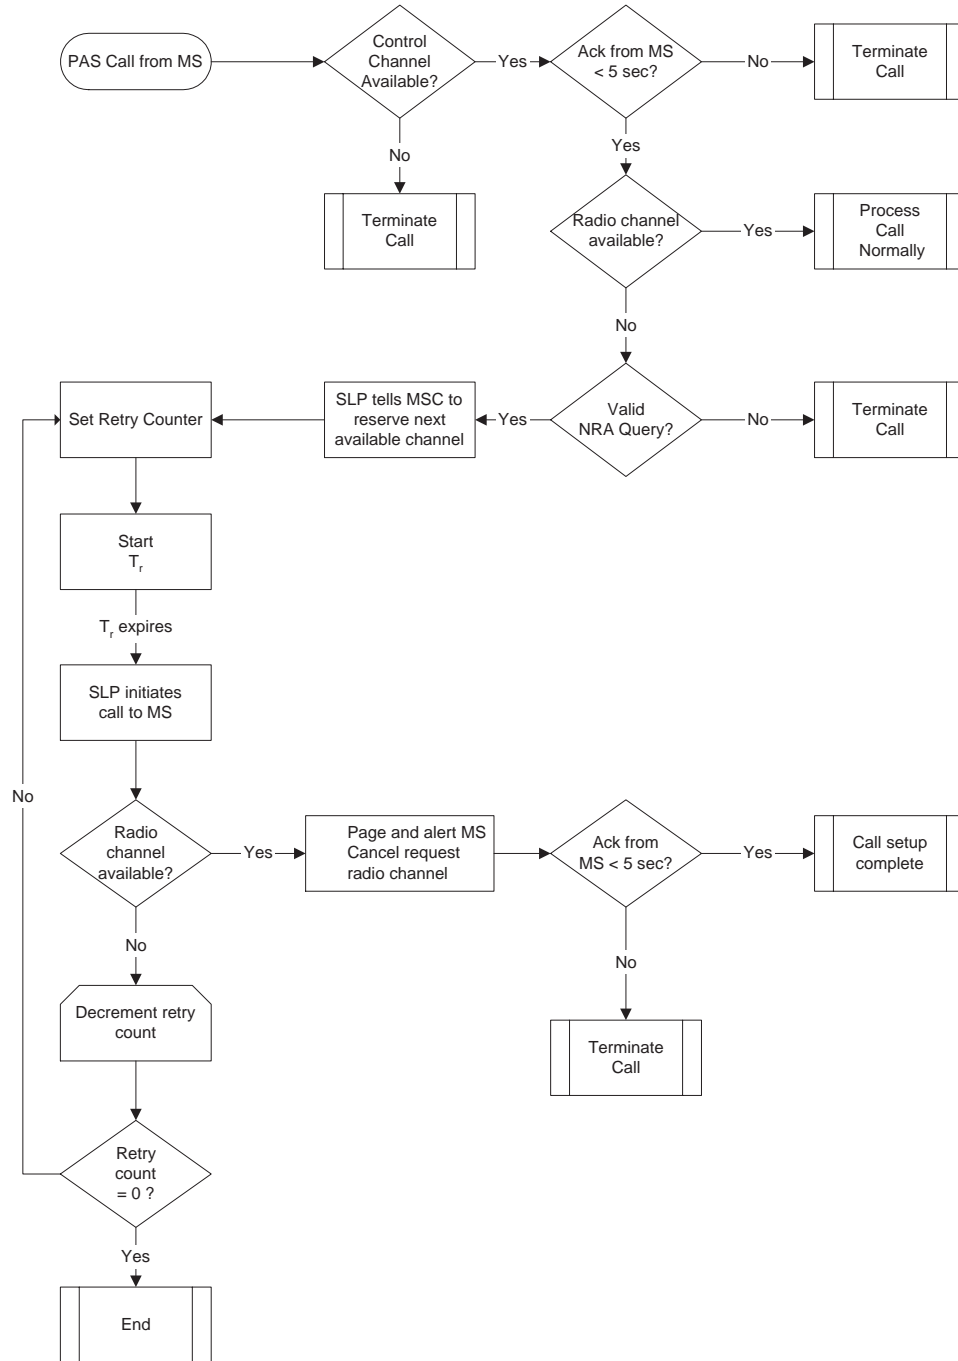 PAS Call from MS
Control
Channel
Available?
Yes
Ack from MS
< 5 sec?
No
Terminate
Call
No
Yes
Terminate
Call
Radio channel
available?
Yes
Process
Call
Normally
No
Set Retry Counter
SLP tells MSC to
reserve next
available channel
Yes
Valid
NRA Query?
No
Terminate
Call
Start
Tr
Tr expires
SLP initiates
call to MS
No
Radio
channel
available?
Yes
Page and alert MS
Cancel request
radio channel
Ack from
MS < 5 sec?
Yes
Call setup
complete
No
No
Decrement retry
count
Terminate
Call
Retry
count
= 0 ?
Yes
End